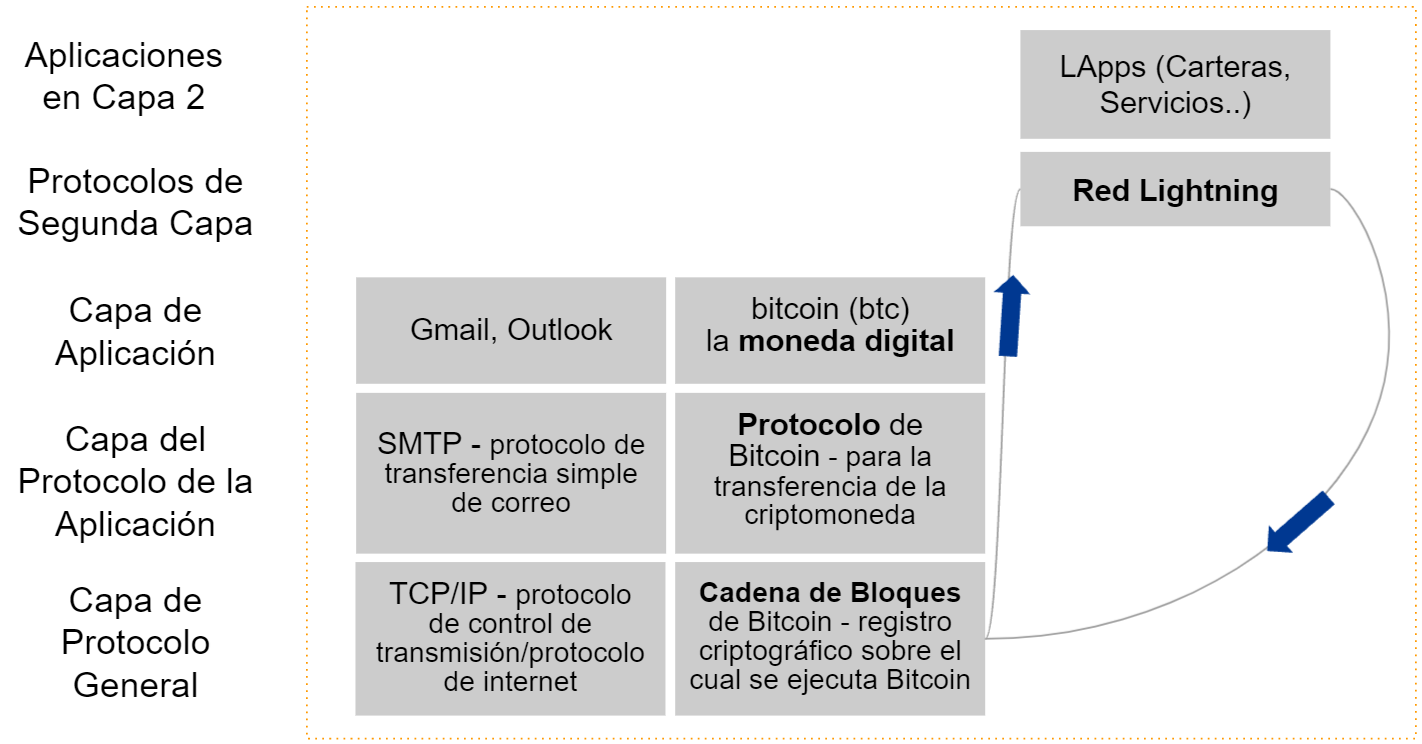 Aplicaciones
en Capa 2
LApps (Carteras,
Servicios..)
Protocolos de
Segunda Capa
Red Lightning
Capa de
Aplicación
Gmail, Outlook
bitcoin (btc)
la moneda digital
Capa del
Protocolo de la
Aplicación
SMTP - protocolo de
transferencia simple
de correo
Protocolo de
Bitcoin - para la
transferencia de la
criptomoneda
Capa de
Protocolo
General
TCP/IP - protocolo
de control de
transmisión/protocolo
de internet
Cadena de Bloques
de Bitcoin - registro
criptográfico sobre el
cual se ejecuta Bitcoin